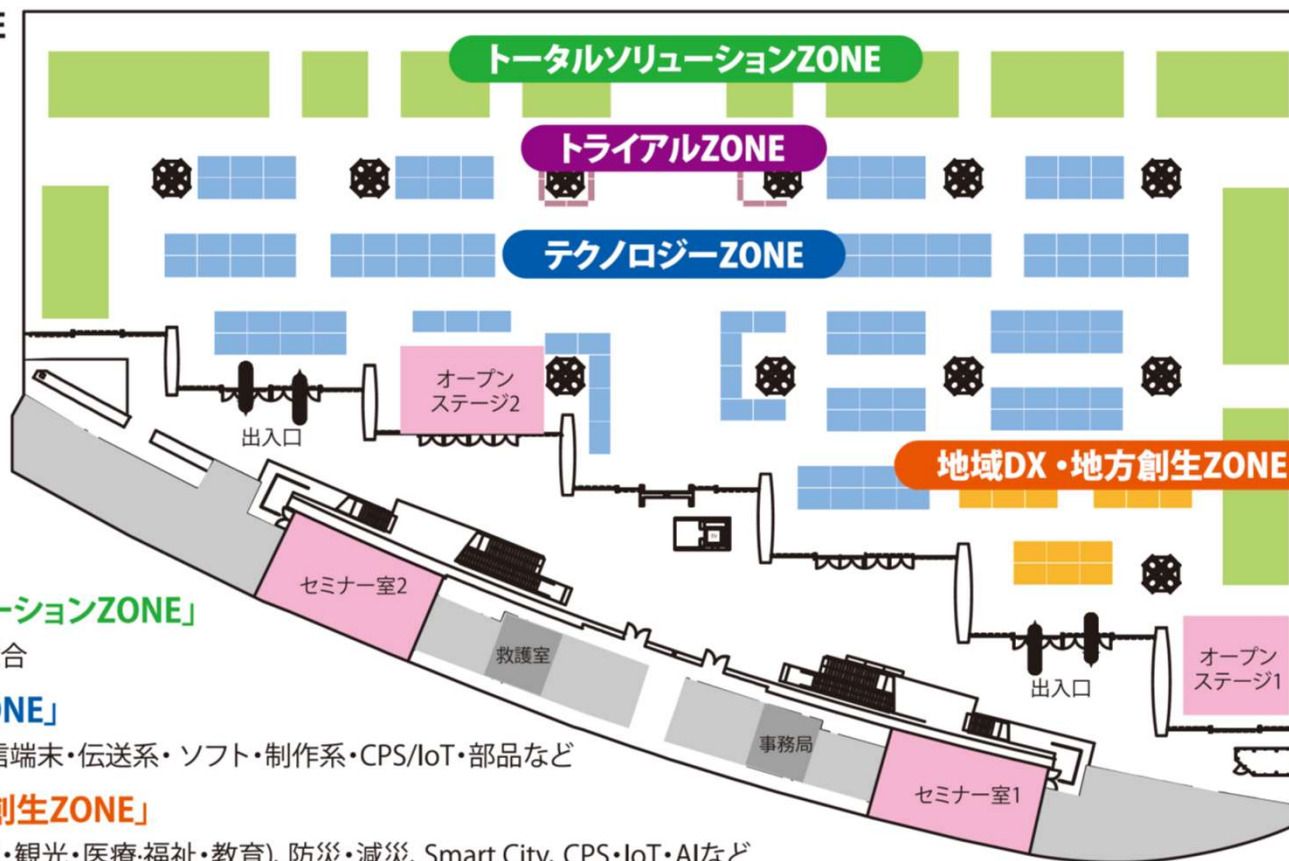 トータルソリューションZONE
トライアルZONE
テクノロジーZONE
オープン
ステージ2
出入口
地域DX・地方創生ZONE
セミナー室2
ーションZONE」
合
救護室
オープン
ステージ1
出入口
ONE」
信端末・伝送系・ソフト・制作系・CPS/IoT・部品など
事務局
セミナー室1
創生ZONE」
・観光・医療・福祉・教育)、防災・減災、Smart City、CPS・IoT・AIなど